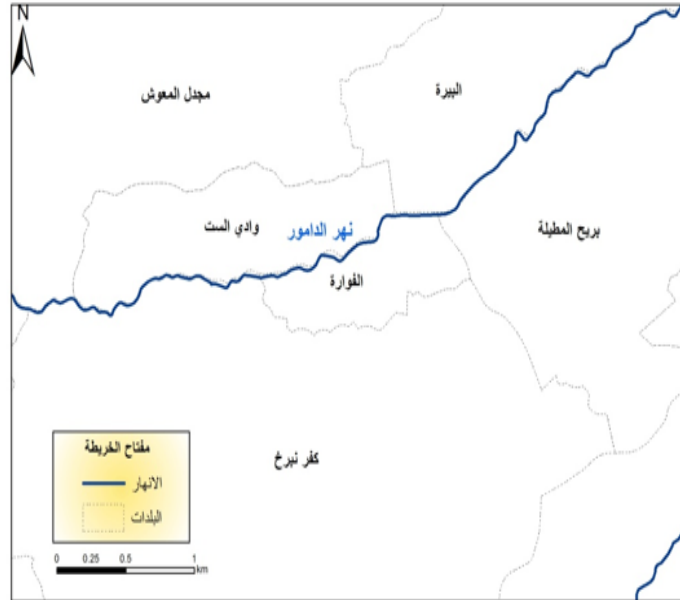 N
مجدل المعوش
البيرة
وادي الست
نهر الدامور
بريح المطيلة
الفوارة
كفر نبرخ
مفتاح الخريطة
الانهار
البلدات
0 0.25 0.5 1
km